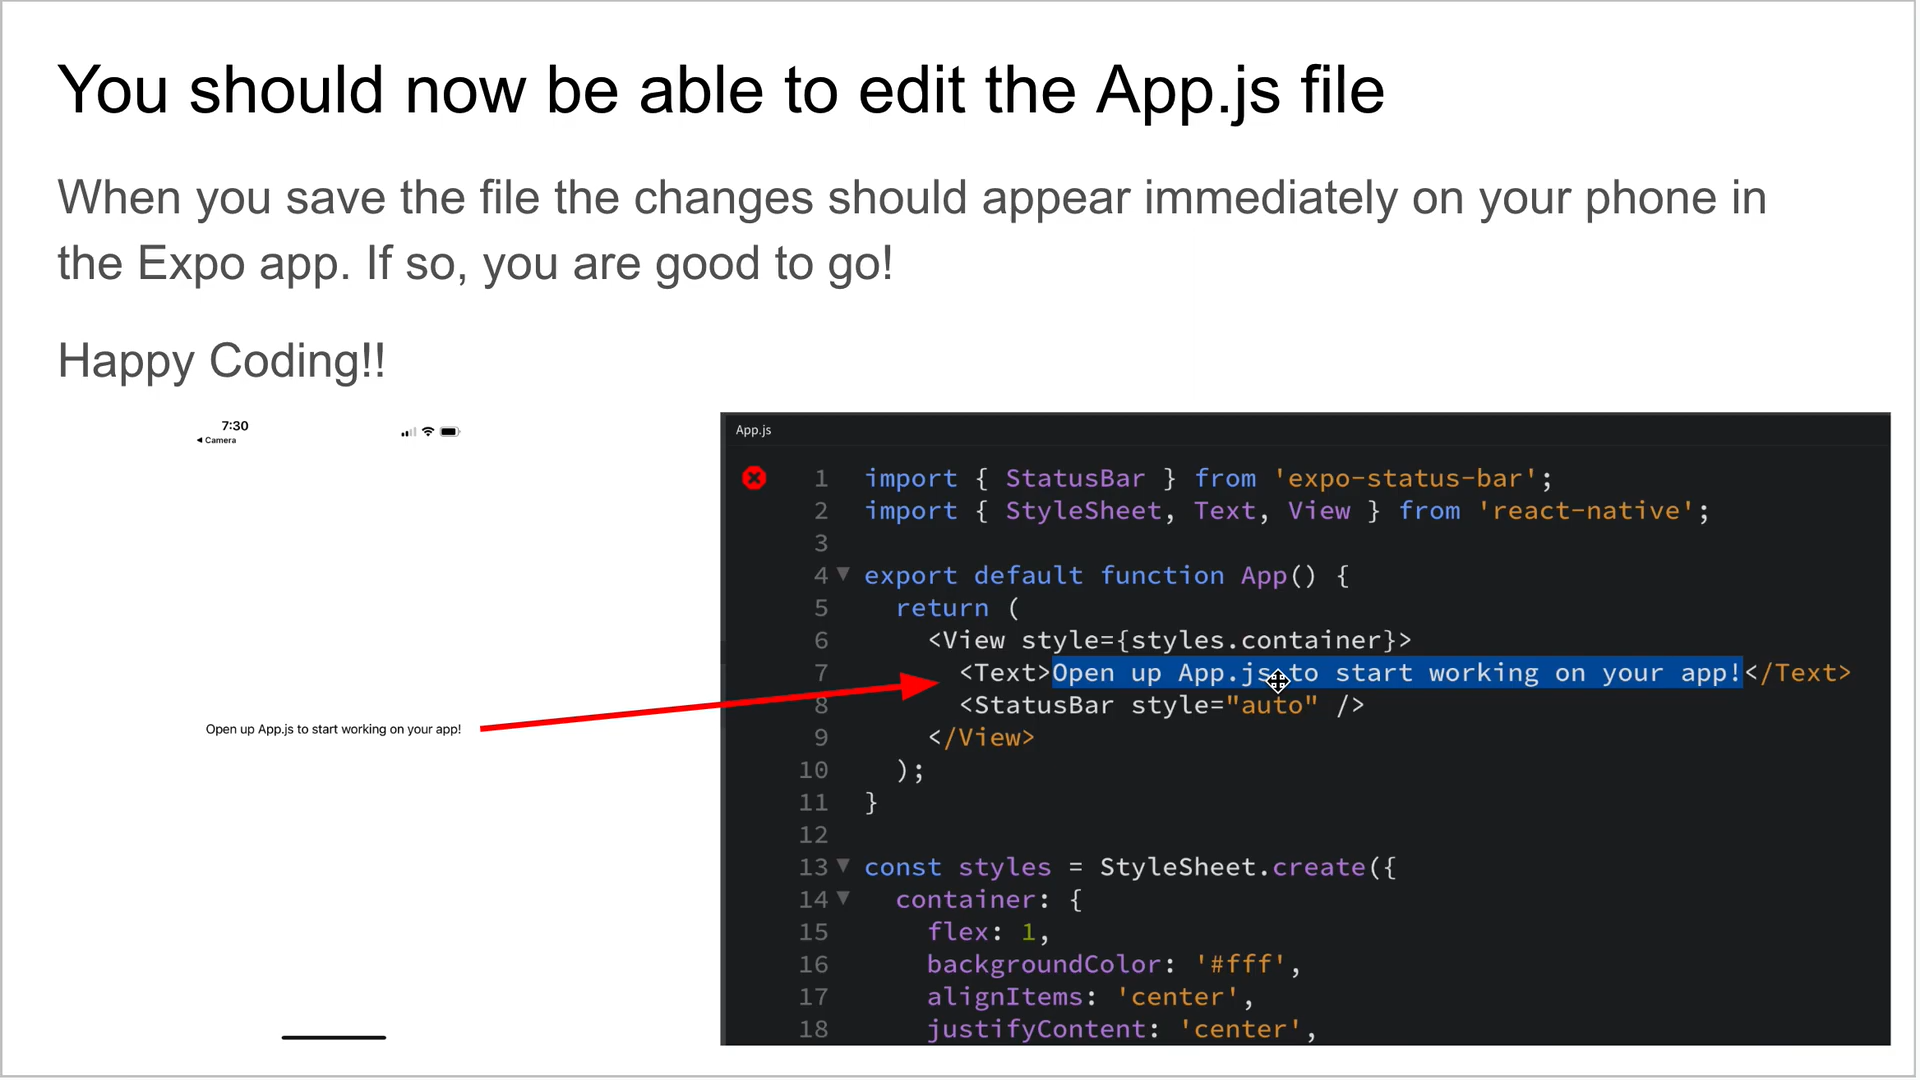 You should now be able to edit the App.js file
When you save the file the changes should appear immediately on your phone in
the Expo app. If so, you are good to go!
Happy Coding!!
7:30
◀ Camera
Open up App.js to start working on your app!
App.js
1 import { StatusBar } from 'expo-status-bar';
2 import { StyleSheet, Text, View } from 'react-native';
3
4 export default function App() {
5   return (
6     <View style={styles.container}>
7       <Text>Open up App.js to start working on your app!</Text>
8       <StatusBar style="auto" />
9     </View>
10   );
11 }
12
13 const styles = StyleSheet.create({
14   container: {
15     flex: 1,
16     backgroundColor: '#fff',
17     alignItems: 'center',
18     justifyContent: 'center',